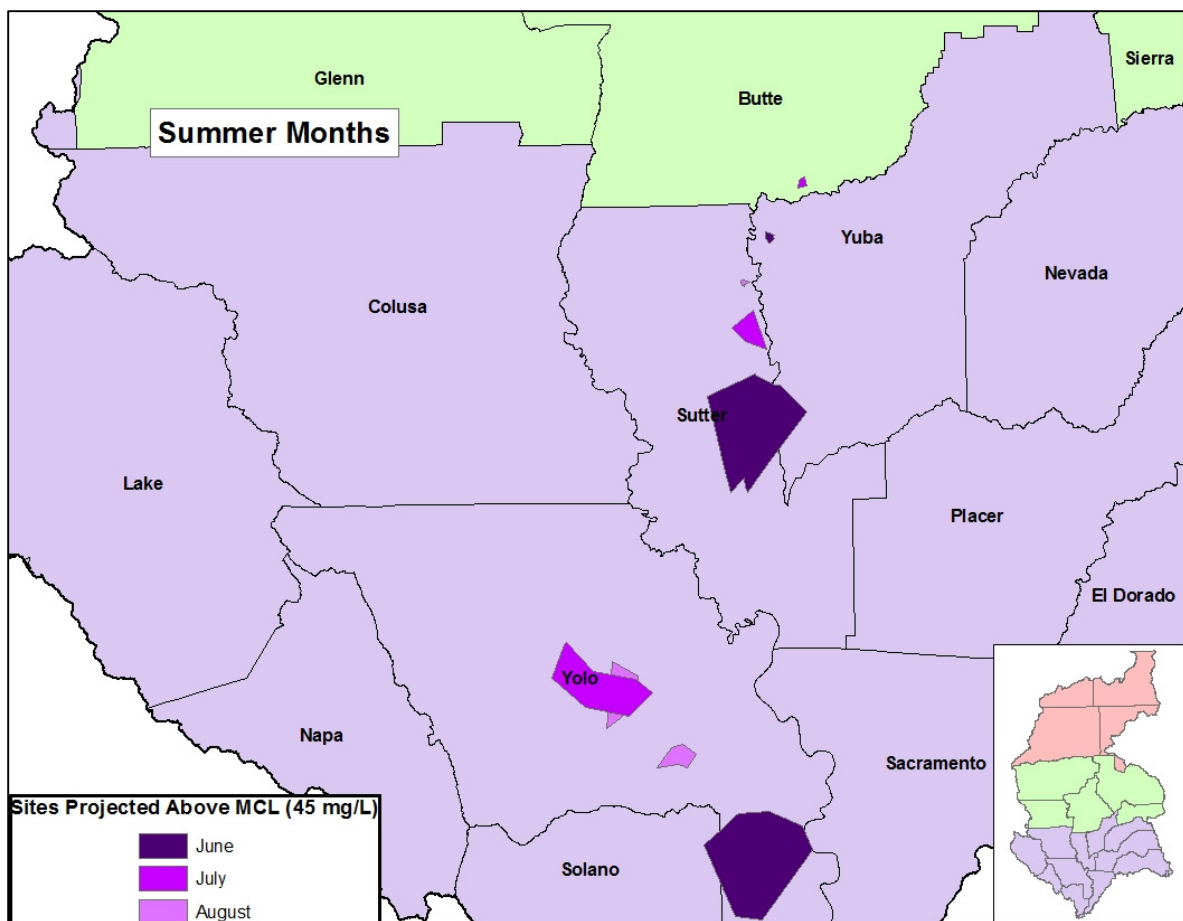 Sierra
Glenn
Butte
Summer Months
Yuba
Nevada
Colusa
Sutter
Lake
Placer
El Dorado
Yolo
Napa
Sacramento
Sites Projected Above MCL (45 mg/L)
June
Solano
July
August